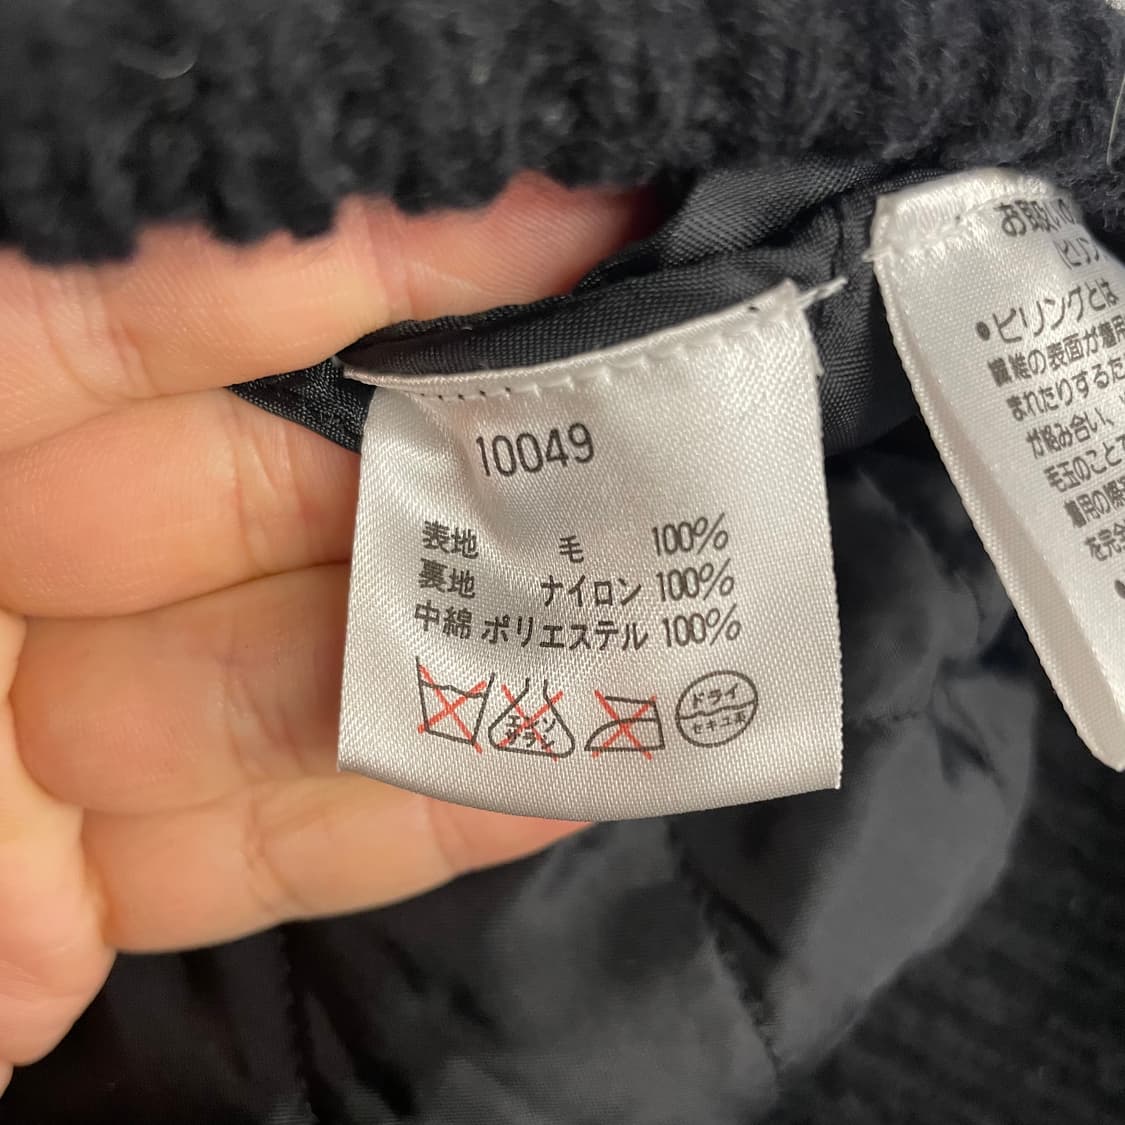 10049
表地 毛 100%
裏地 ナイロン 100%
中綿 ポリエステル 100%
エンソ
サラシ
ドライ
セキユ系
お取扱いの
(ピリン
●ピリングとは
繊維の表面が着用
まれたりするた
が絡み合い、
毛玉のことで
着用の際
を完全